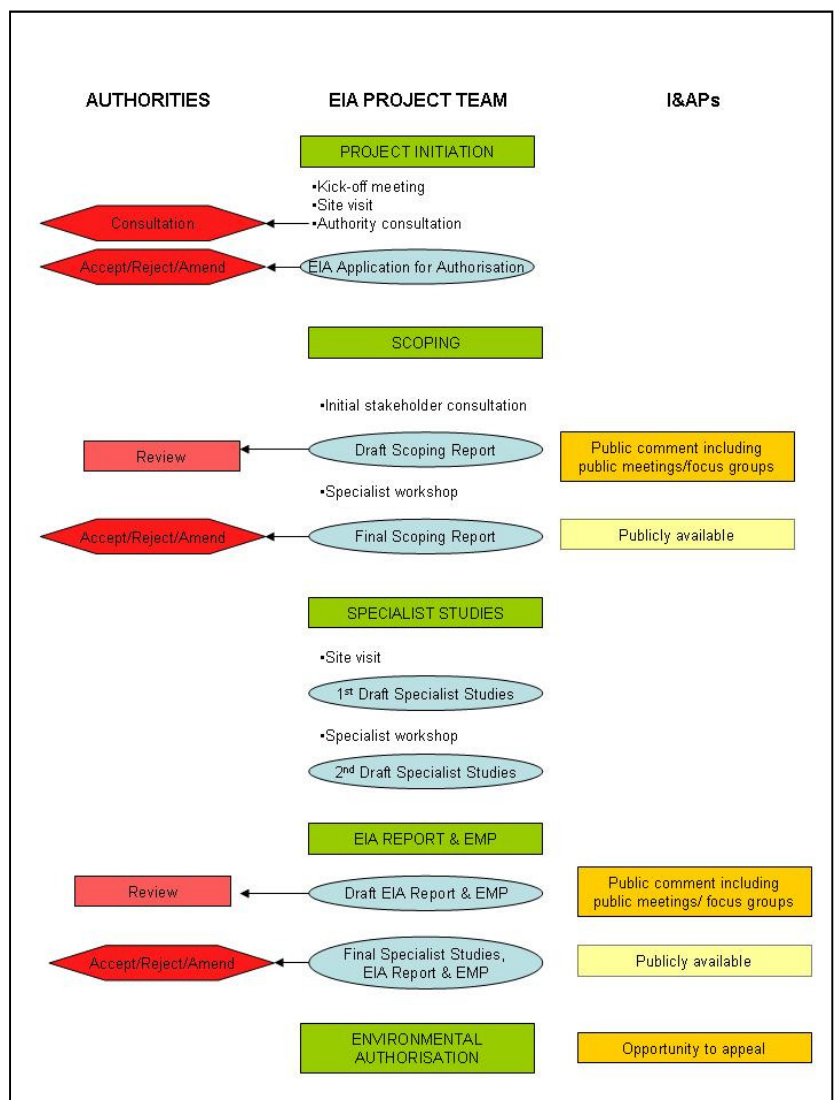 AUTHORITIES EIA PROJECT TEAM I&APs
PROJECT INITIATION
▪Kick-off meeting
▪Site visit
Consultation ▪Authority consultation
Accept/Reject/Amend EIA Application for Authorisation
SCOPING
▪Initial stakeholder consultation
Review Draft Scoping Report Public comment including
public meetings/focus groups
▪Specialist workshop
Accept/Reject/Amend Final Scoping Report Publicly available
SPECIALIST STUDIES
▪Site visit
1st Draft Specialist Studies
▪Specialist workshop
2nd Draft Specialist Studies
EIA REPORT & EMP
Review Draft EIA Report & EMP Public comment including
public meetings/ focus groups
Accept/Reject/Amend Final Specialist Studies,
EIA Report & EMP Publicly available
ENVIRONMENTAL
AUTHORISATION Opportunity to appeal